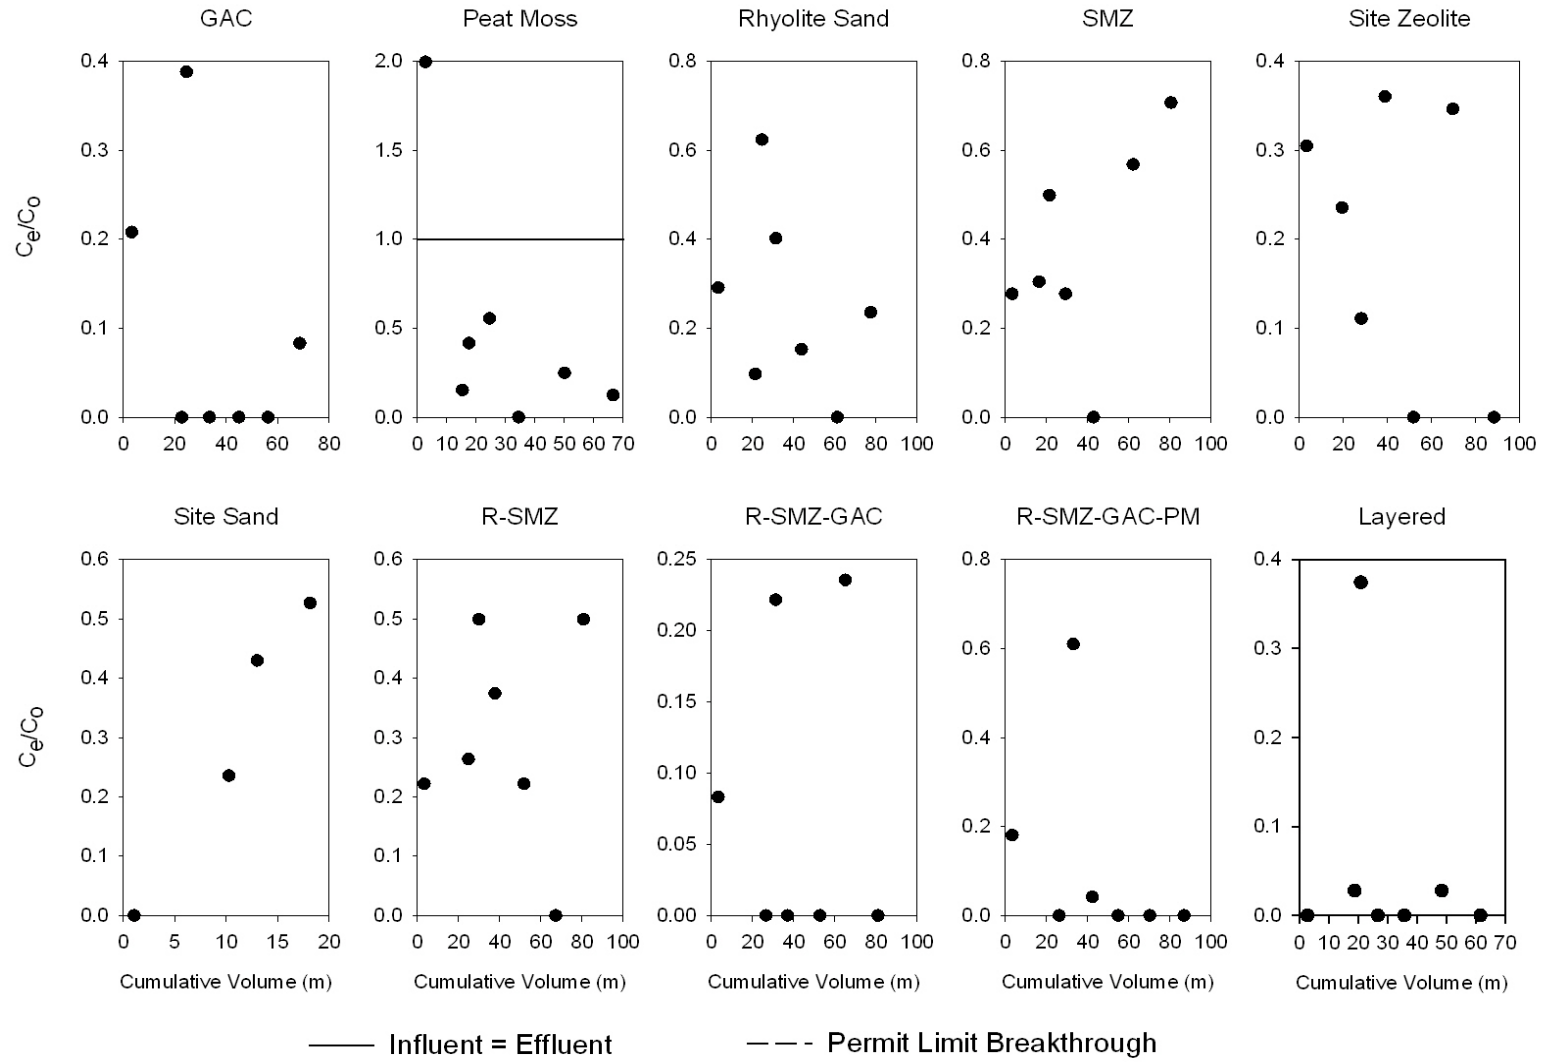 GAC Peat Moss Rhyolite Sand SMZ Site Zeolite
0.4 2.0 0.8 0.8 0.4
0.3 1.5 0.6 0.6 0.3
Ce/Co
0.2 1.0 0.4 0.4 0.2
0.1 0.5 0.2 0.2 0.1
0.0 0.0 0.0 0.0 0.0
0 20 40 60 80 0 10 20 30 40 50 60 70 0 20 40 60 80 100 0 20 40 60 80 100 0 20 40 60 80 100
Site Sand R-SMZ R-SMZ-GAC R-SMZ-GAC-PM Layered
0.6 0.6 0.25 0.8 0.4
0.5 0.5
0.20 0.6 0.3
0.4 0.4
0.15
Ce/Co
0.3 0.3 0.4 0.2
0.10
0.2 0.2
0.2 0.1
0.05
0.1 0.1
0.0 0.0 0.00 0.0 0.0
0 5 10 15 20 0 20 40 60 80 100 0 20 40 60 80 100 0 20 40 60 80 100 0 10 20 30 40 50 60 70
Cumulative Volume (m) Cumulative Volume (m) Cumulative Volume (m) Cumulative Volume (m) Cumulative Volume (m)
Influent = Effluent Permit Limit Breakthrough